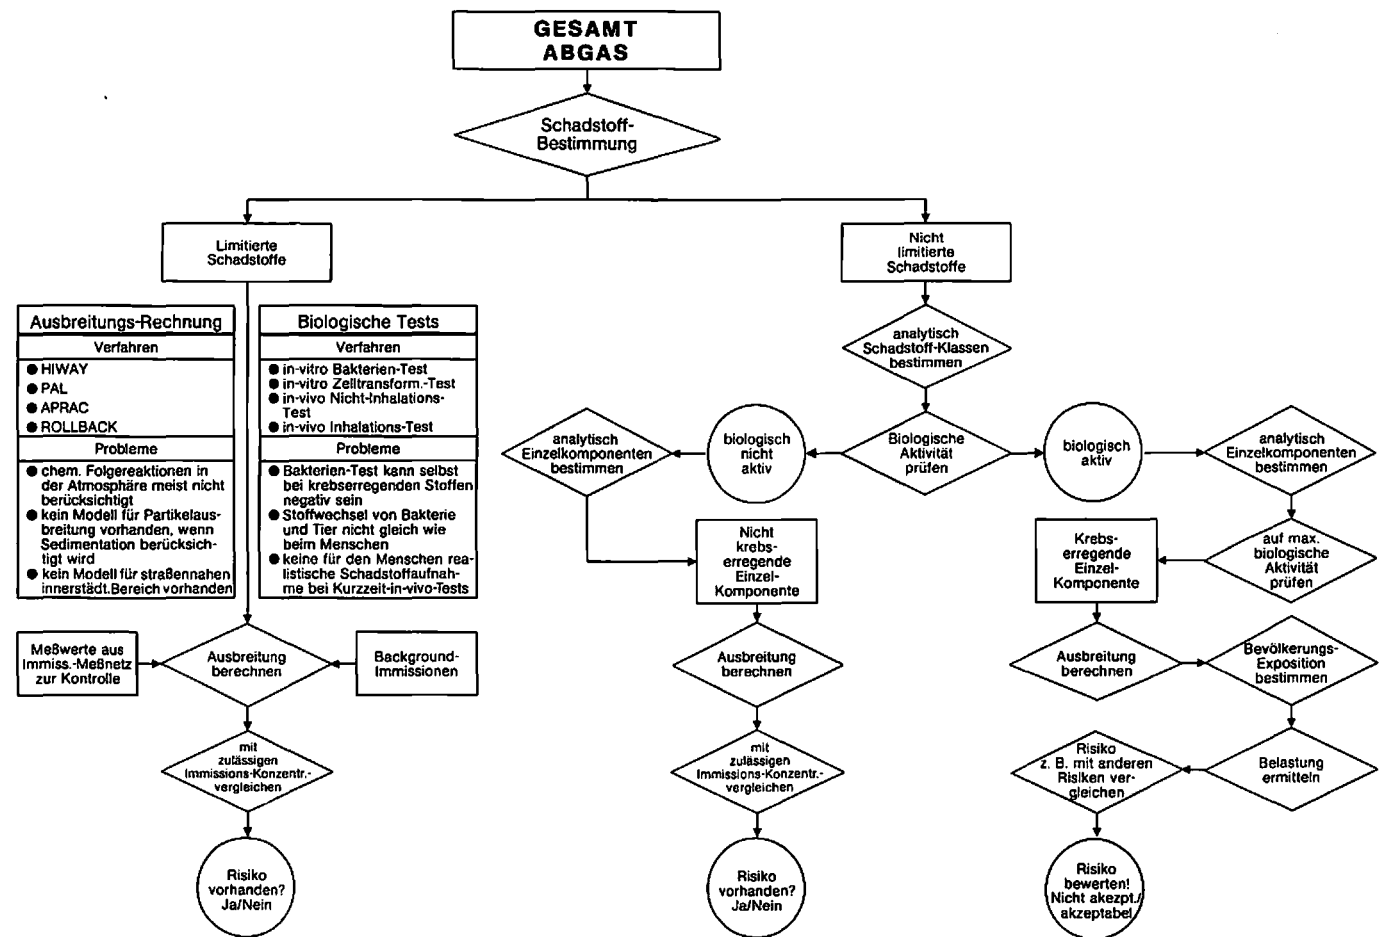 GESAMT
ABGAS
Schadstoff-
Bestimmung
Limitierte
Schadstoffe
Nicht
limitierte
Schadstoffe
Ausbreitungs-Rechnung
Verfahren
● HIWAY
● PAL
● APRAC
● ROLLBACK
Probleme
● chem. Folgereaktionen in
der Atmosphäre meist nicht
berücksichtigt
● kein Modell für Partikelaus-
breitung vorhanden, wenn
Sedimentation berücksich-
tigt wird
● kein Modell für straßennahen
innerstädt. Bereich vorhanden
Biologische Tests
Verfahren
● in-vitro Bakterien-Test
● in-vitro Zelltransform.-Test
● in-vivo Nicht-Inhalations-
Test
● in-vivo Inhalations-Test
Probleme
● Bakterien-Test kann selbst
bei krebserregenden Stoffen
negativ sein
● Stoffwechsel von Bakterie
und Tier nicht gleich wie
beim Menschen
● keine für den Menschen rea-
listische Schadstoffaufnah-
me bei Kurzzeit-in-vivo-Tests
analytisch
Schadstoff-Klassen
bestimmen
analytisch
Einzelkomponenten
bestimmen
biologisch
nicht
aktiv
Biologische
Aktivität
prüfen
biologisch
aktiv
analytisch
Einzelkomponenten
bestimmen
Nicht
krebs-
erregende
Einzel-
Komponente
Krebs-
erregende
Einzel-
Komponente
auf max.
biologische
Aktivität
prüfen
Meßwerte aus
Immiss.-Meßnetz
zur Kontrolle
Ausbreitung
berechnen
Background-
Immissionen
Ausbreitung
berechnen
Ausbreitung
berechnen
Bevölkerungs-
Exposition
bestimmen
mit
zulässigen
Immissions-Konzentr.-
vergleichen
mit
zulässigen
Immissions-Konzentr.-
vergleichen
Risiko
z. B. mit anderen
Risiken ver-
gleichen
Belastung
ermitteln
Risiko
vorhanden?
Ja/Nein
Risiko
vorhanden?
Ja/Nein
Risiko
bewerten!
Nicht akezpt./
akzeptabel